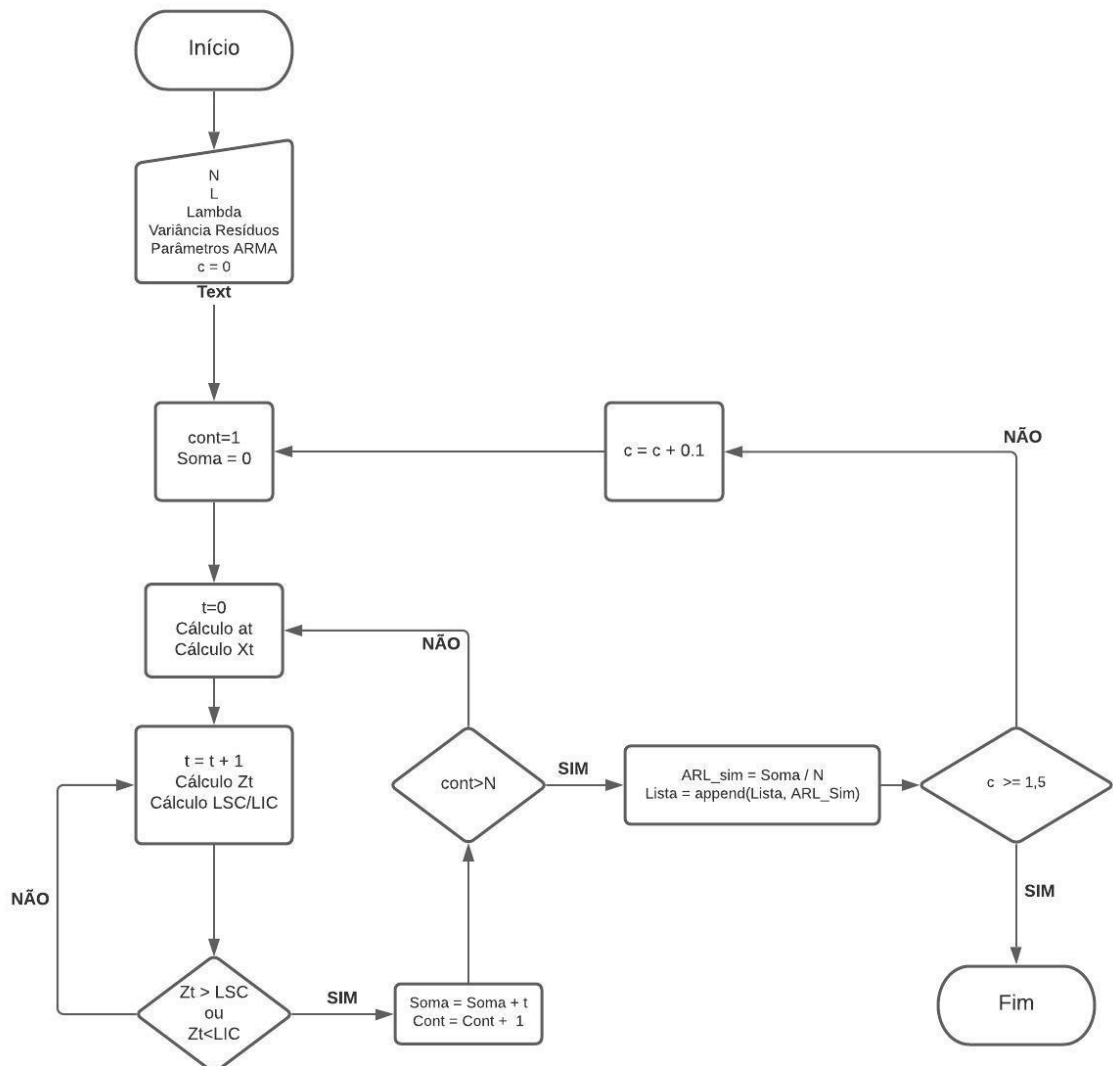 Início
N
L
Lambda
Variância Resíduos
Parâmetros ARMA
c = 0
Text
cont=1
Soma = 0
c = c + 0.1
NÃO
t=0
Cálculo at
Cálculo Xt
NÃO
t = t + 1
Cálculo Zt
Cálculo LSC/LIC
cont>N
SIM
ARL_sim = Soma / N
Lista = append(Lista, ARL_Sim)
c >= 1,5
NÃO
SIM
Zt > LSC
ou
Zt<LIC
SIM
Soma = Soma + t
Cont = Cont + 1
Fim